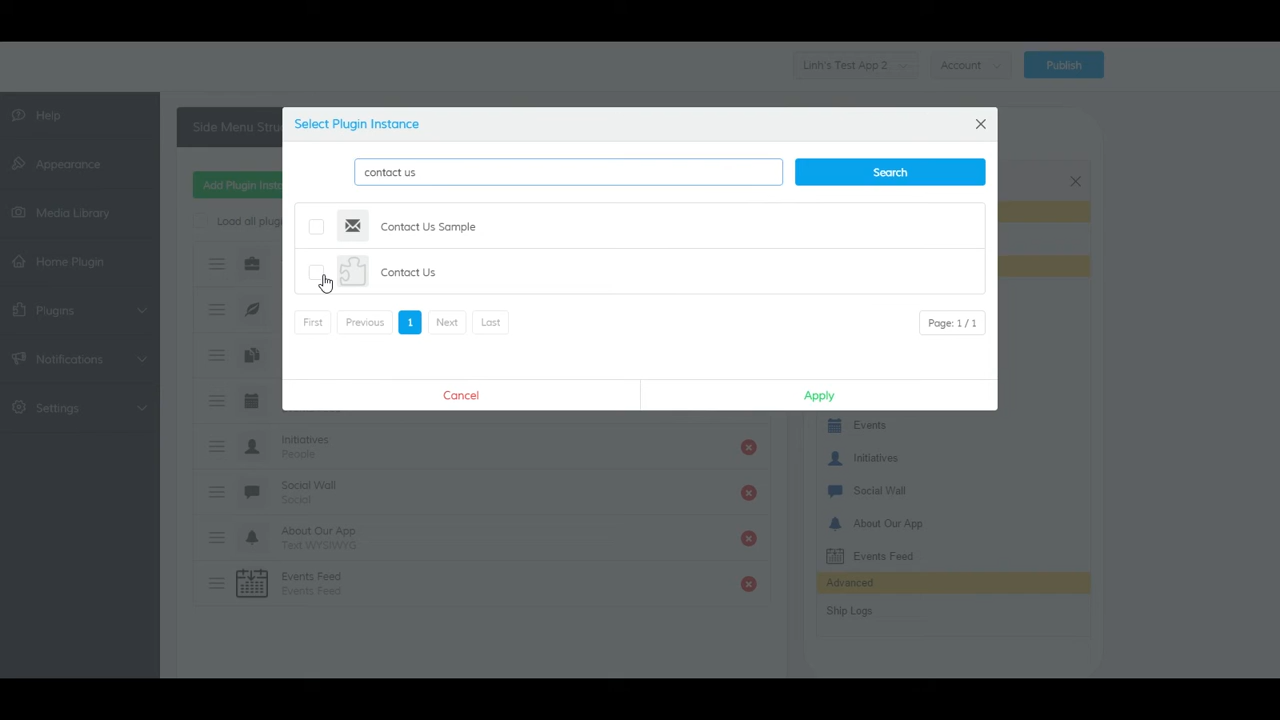 Linh's Test App 2
Account
Publish
Help
Appearance
Media Library
Home Plugin
Plugins
Notifications
Settings
Side Menu Stru
Select Plugin Instance
contact us
Search
Add Plugin Insta
Load all plugi
Contact Us Sample
Contact Us
First
Previous
1
Next
Last
Page: 1 / 1
Cancel
Apply
Initiatives
People
Social Wall
Social
About Our App
Text WYSIWYG
Events Feed
Events Feed
Events
Initiatives
Social Wall
About Our App
Events Feed
Advanced
Ship Logs